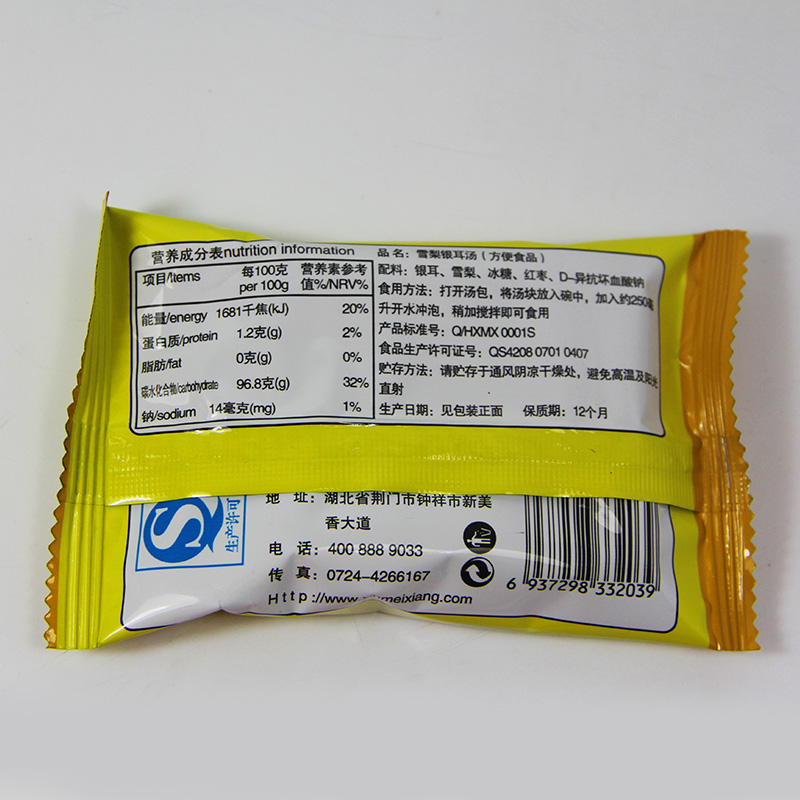 营养成分表nutrition information
项目/Items 每100克 per 100g 营养素参考值%/NRV%
能量/energy 1681千焦(kJ) 20%
蛋白质/protein 1.2克(g) 2%
脂肪/fat 0克(g) 0%
碳水化合物/carbohydrate 96.8克(g) 32%
钠/sodium 14毫克(mg) 1%
品名：雪梨银耳汤（方便食品）
配料：银耳、雪梨、冰糖、红枣、D-异抗坏血酸钠
食用方法：打开汤包，将汤块放入碗中，加入约250毫
升开水冲泡，稍加搅拌即可食用
产品标准号：Q/HXMX 0001S
食品生产许可证号：QS4208 0701 0407
贮存方法：请贮存于通风阴凉干燥处，避免高温及阳光
直射
生产日期：见包装正面 保质期：12个月
生产许可
地 址：湖北省荆门市钟祥市新美
香大道
电 话：400 888 9033
传 真：0724-4266167
Http://www.
meixiang.com
6 937298 332039